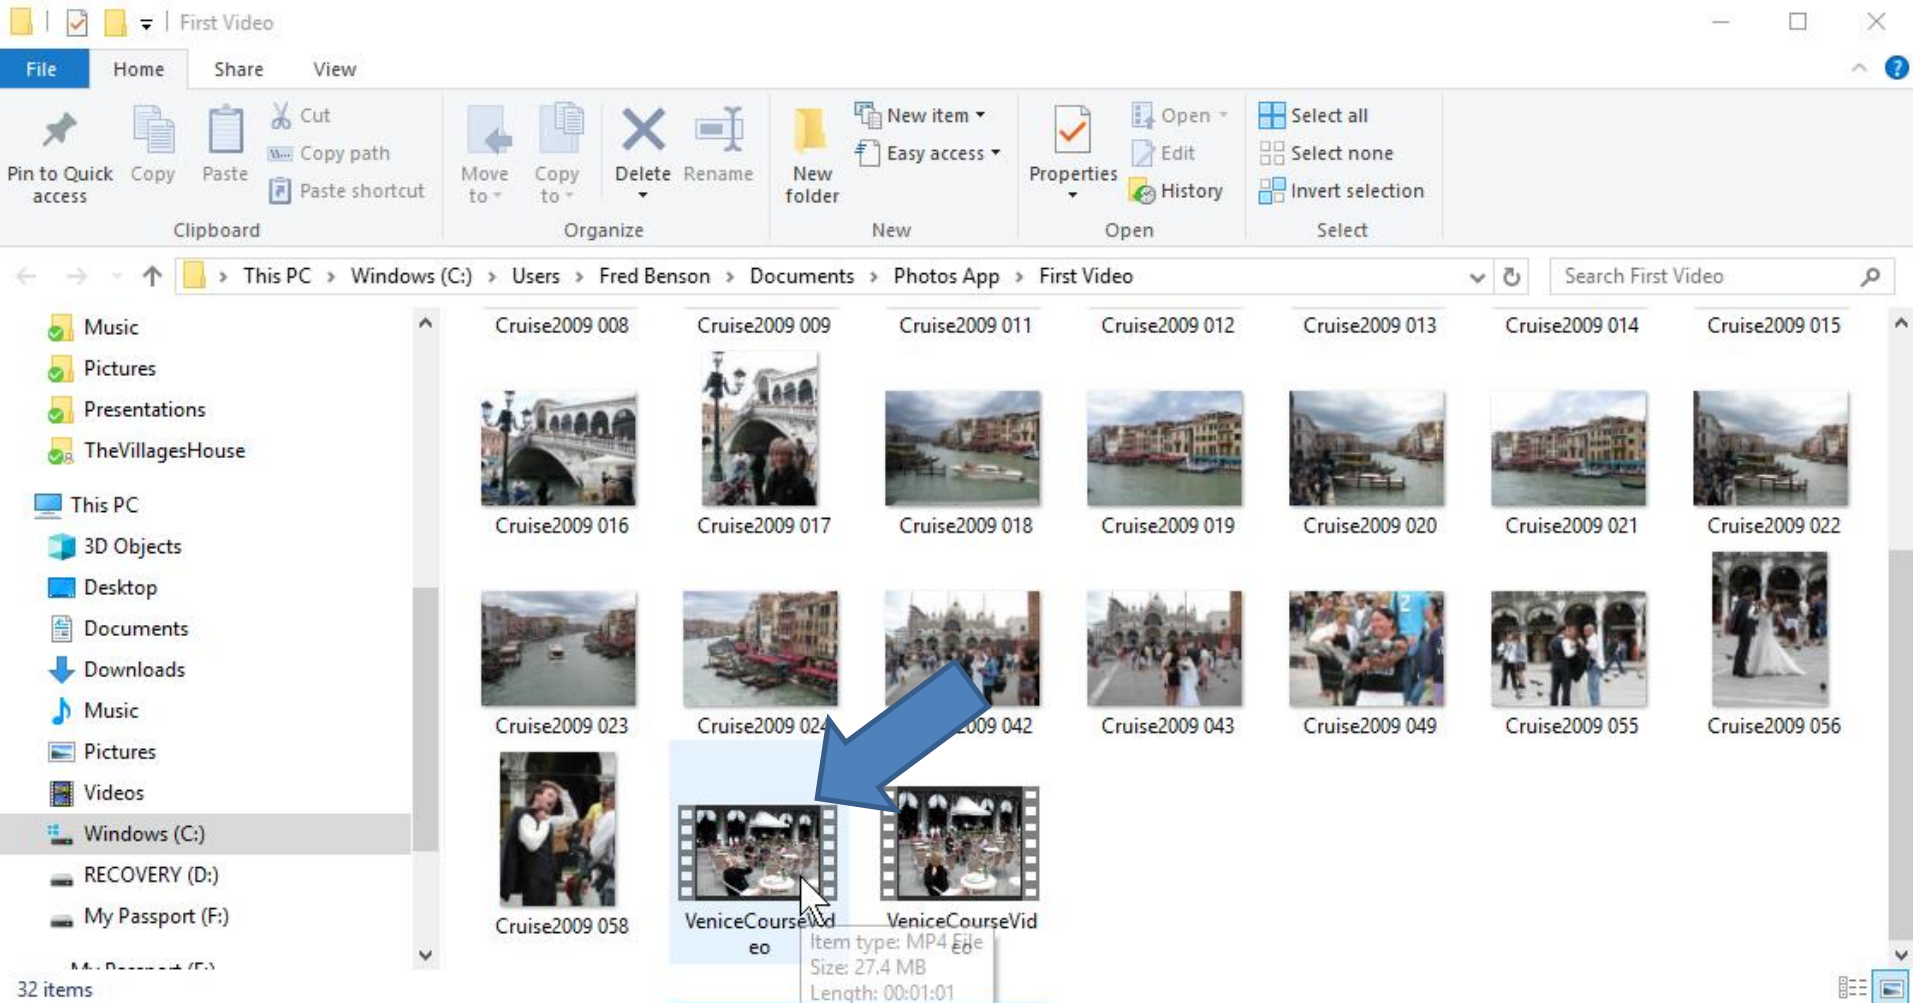 First Video
File Home Share View
Pin to Quick access
Copy
Paste
Cut
Copy path
Paste shortcut
Clipboard
Move to
Copy to
Delete
Rename
Organize
New folder
New item
Easy access
New
Properties
Open
Edit
History
Open
Select all
Select none
Invert selection
Select
This PC > Windows (C:) > Users > Fred Benson > Documents > Photos App > First Video
Search First Video
Music
Pictures
Presentations
TheVillagesHouse
This PC
3D Objects
Desktop
Documents
Downloads
Music
Pictures
Videos
Windows (C:)
RECOVERY (D:)
My Passport (F:)
Cruise2009 008 Cruise2009 009 Cruise2009 011 Cruise2009 012 Cruise2009 013 Cruise2009 014 Cruise2009 015
Cruise2009 016 Cruise2009 017 Cruise2009 018 Cruise2009 019 Cruise2009 020 Cruise2009 021 Cruise2009 022
Cruise2009 023 Cruise2009 024 009 042 Cruise2009 043 Cruise2009 049 Cruise2009 055 Cruise2009 056
Cruise2009 058
VeniceCourseVid
eo
VeniceCourseVid
eo
Item type: MP4 File
Size: 27.4 MB
Length: 00:01:01
32 items